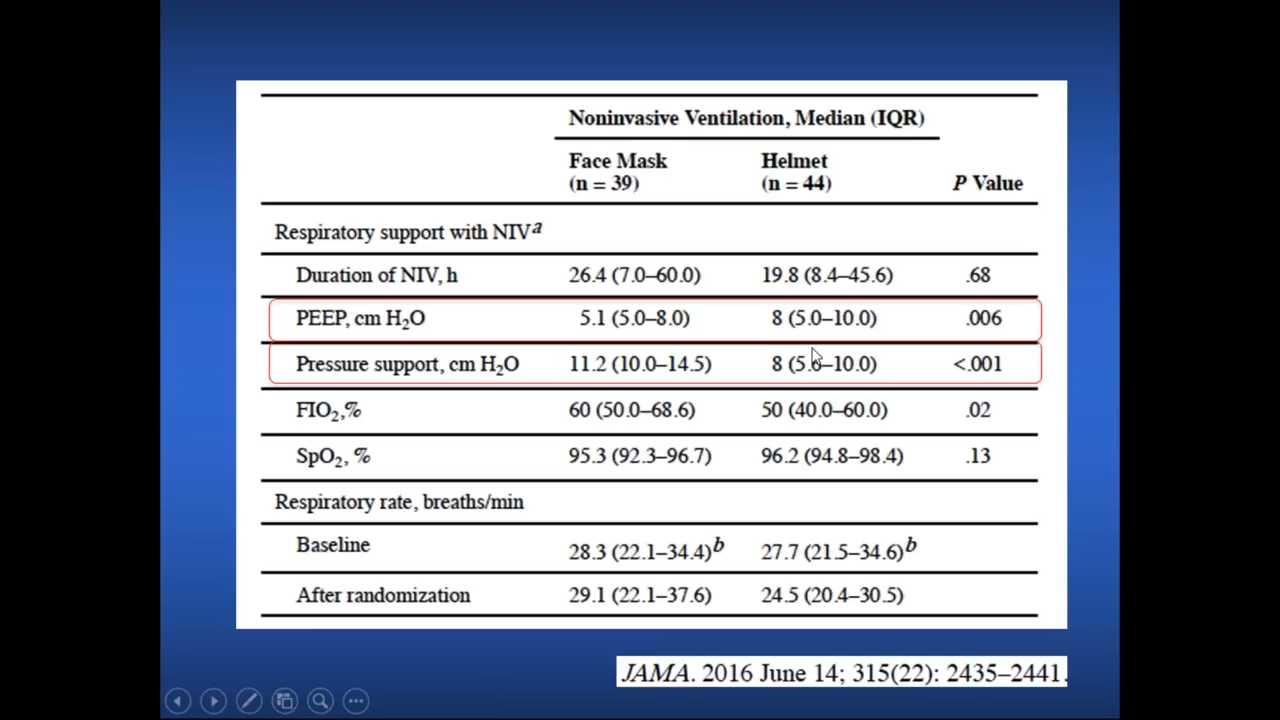 Noninvasive Ventilation, Median (IQR)
Face Mask Helmet
(n = 39) (n = 44) P Value
Respiratory support with NIVa
Duration of NIV, h 26.4 (7.0–60.0) 19.8 (8.4–45.6) .68
PEEP, cm H2O 5.1 (5.0–8.0) 8 (5.0–10.0) .006
Pressure support, cm H2O 11.2 (10.0–14.5) 8 <.001
FIO2,% 60 (50.0–68.6) 50 (40.0–60.0) .02
SpO2, % 95.3 (92.3–96.7) 96.2 (94.8–98.4) .13
Respiratory rate, breaths/min
Baseline 28.3 (22.1–34.4)b 27.7 (21.5–34.6)b
After randomization 29.1 (22.1–37.6) 24.5 (20.4–30.5)
JAMA. 2016 June 14; 315(22): 2435–2441.